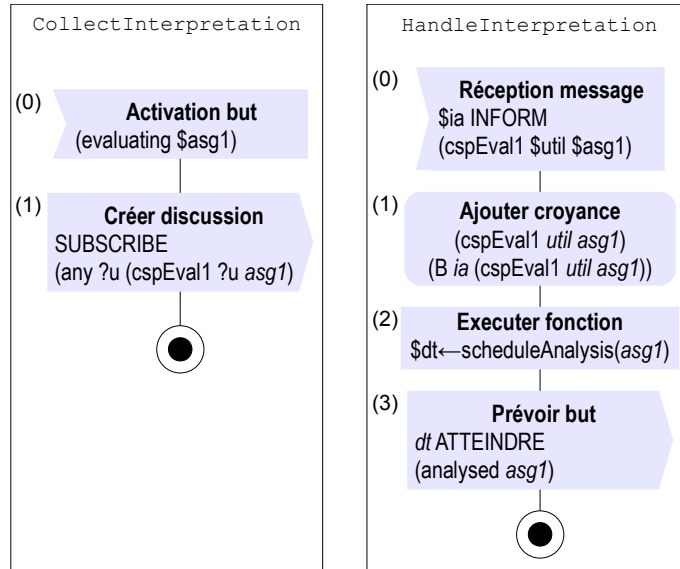 CollectInterpretation
(0)
Activation but
(evaluating $asg1)
(1)
Créer discussion
SUBSCRIBE
(any ?u (cspEval1 ?u asg1)
HandleInterpretation
(0)
Réception message
$ia INFORM
(cspEval1 $util $asg1)
(1)
Ajouter croyance
(cspEval1 util asg1)
(B ia (cspEval1 util asg1))
(2)
Executer fonction
$dt←scheduleAnalysis(asg1)
(3)
Prévoir but
dt ATTEINDRE
(analysed asg1)